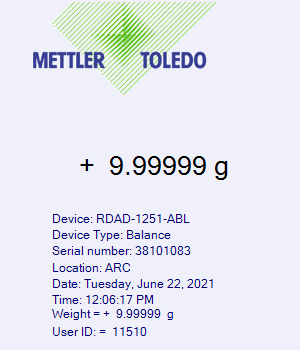 METTLER TOLEDO
+ 9.99999 g
Device: RDAD-1251-ABL
Device Type: Balance
Serial number: 38101083
Location: ARC
Date: Tuesday, June 22, 2021
Time: 12:06:17 PM
Weight = + 9.99999 g
User ID: = 11510